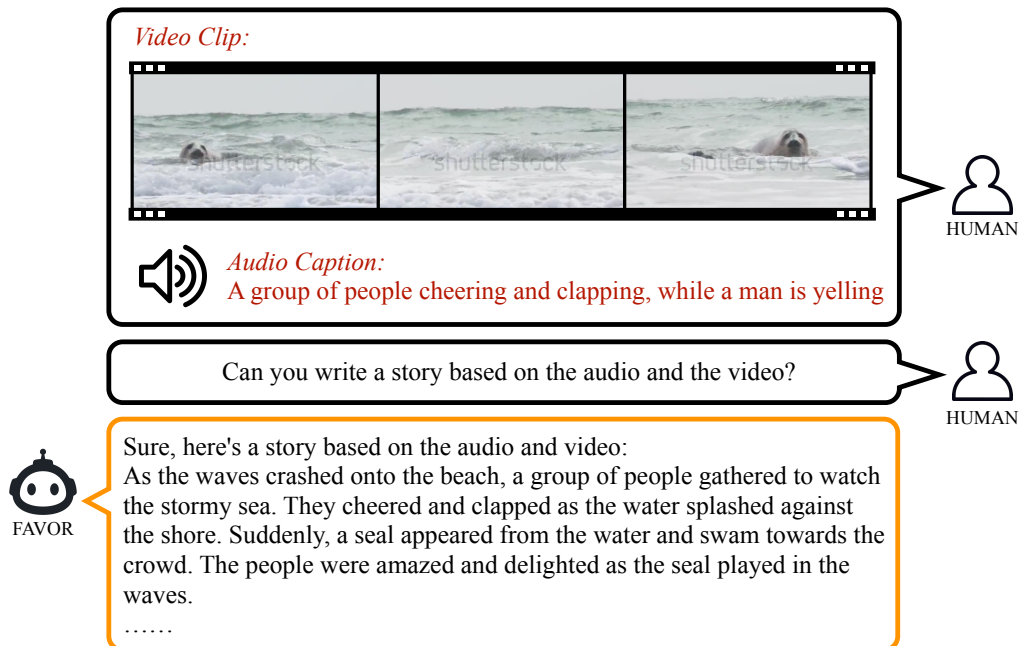 Video Clip:
shutterstock
shutterstock
shutterstock
HUMAN
Audio Caption:
A group of people cheering and clapping, while a man is yelling
Can you write a story based on the audio and the video?
HUMAN
Sure, here's a story based on the audio and video:
As the waves crashed onto the beach, a group of people gathered to watch
the stormy sea. They cheered and clapped as the water splashed against
the shore. Suddenly, a seal appeared from the water and swam towards the
crowd. The people were amazed and delighted as the seal played in the
waves.
……
FAVOR